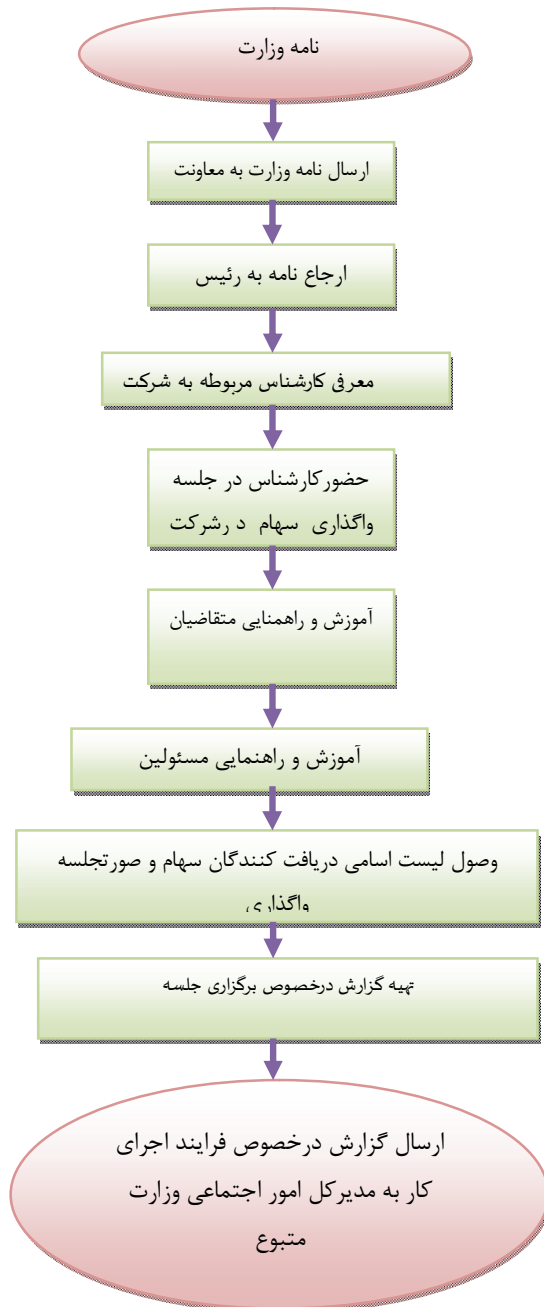 نامه وزارت
ارسال نامه وزارت به معاونت
ارجاع نامه به رئیس
معرفی کارشناس مربوطه به شرکت
حضورکارشناس در جلسه
واگذاری سهام د رشرکت
آموزش و راهمنایی متقاضیان
آموزش و راهنمایی مسئولین
وصول لیست اسامی دریافت کنندگان سهام و صورتجلسه
واگذاری
تهیه گزارش درخصوص برگزاری جلسه
ارسال گزارش درخصوص فرایند اجرای
کار به مدیرکل امور اجتماعی وزارت
متبوع